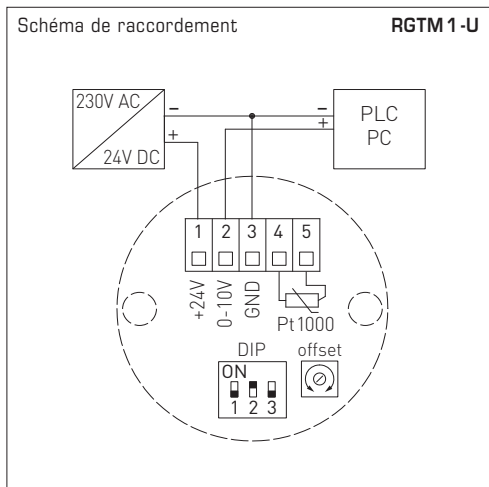 Schéma de raccordement RGTM 1 -U
230V AC
24V DC
–
+
–
+
PLC
PC
1 2 3 4 5
+24V
0-10V
GND
Pt1000
DIP
offset
ON
1 2 3